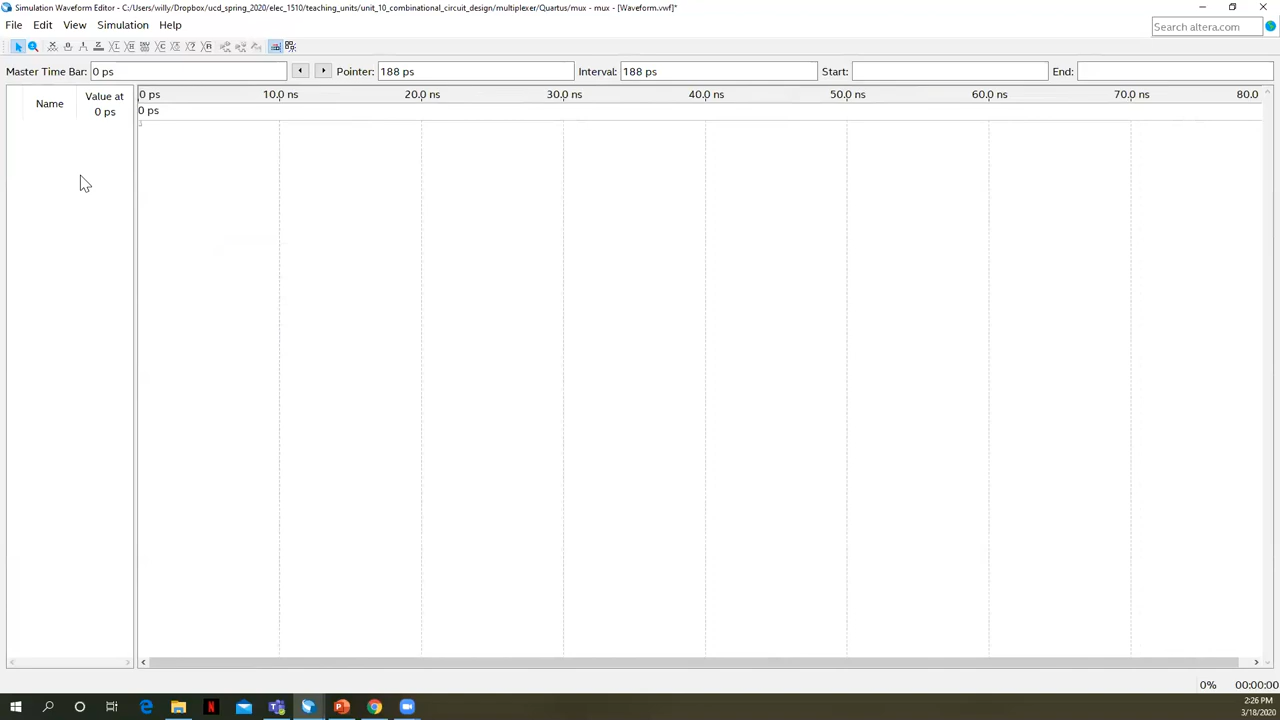 Simulation Waveform Editor - C:/Users/willy/Dropbox/ucd_spring_2020/elec_1510/teaching_units/unit_10_combinational_circuit_design/multiplexer/Quartus/mux - mux - [Waveform.vwf]*
File Edit View Simulation Help
Search altera.com
Master Time Bar: 0 ps Pointer: 188 ps Interval: 188 ps Start: End:
Name Value at 0 ps
0 ps 10.0 ns 20.0 ns 30.0 ns 40.0 ns 50.0 ns 60.0 ns 70.0 ns 80.0
0 ps
0% 00:00:00
2:26 PM
3/18/2020